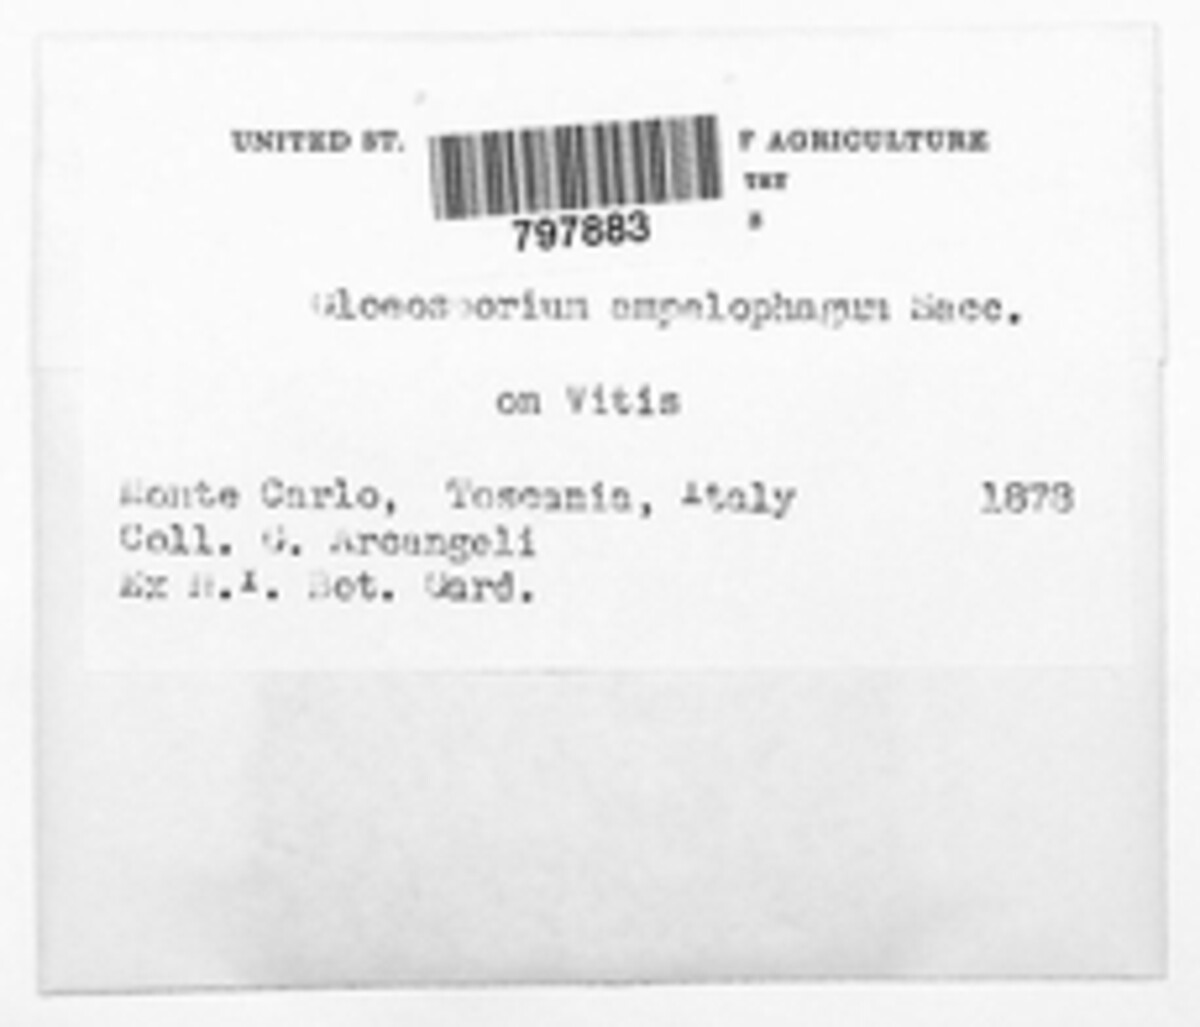 UNITED ST. F AGRICULTURE
797883
Gloeosporium ampelophagum Sacc.
on Vitis
Monte Carlo, Toscania, Italy 1878
Coll. G. Arcangeli
Ex N.Y. Bot. Gard.